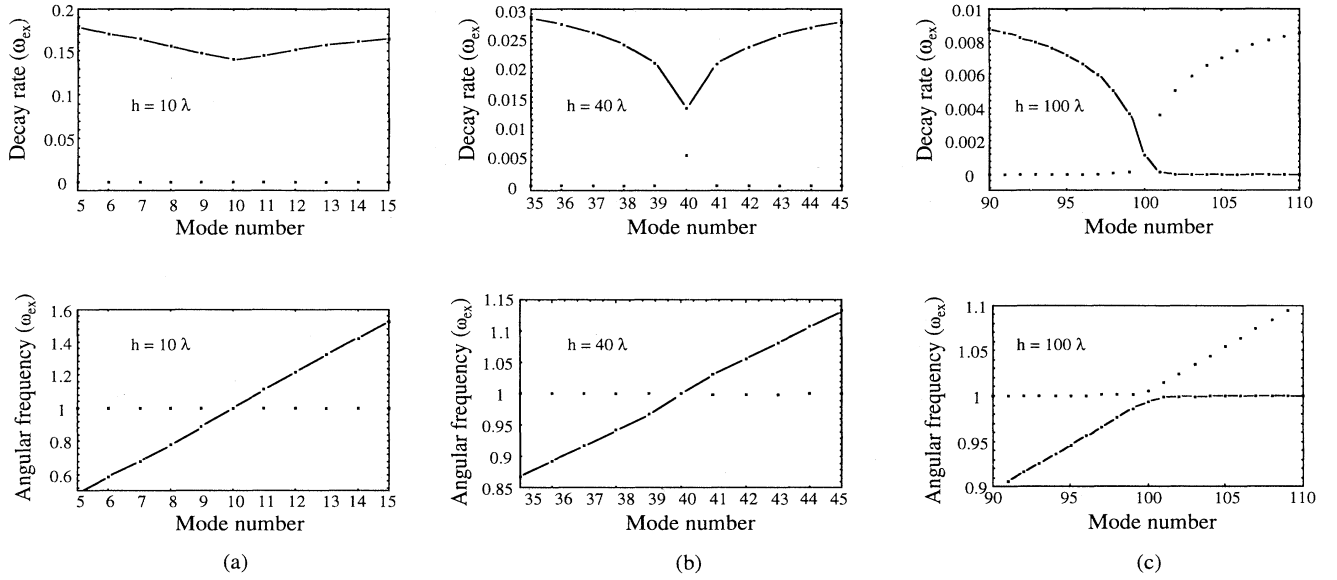 Decay rate (ωex)
0.2
0.15
0.1
0.05
0
h = 10 λ
5 6 7 8 9 10 11 12 13 14 15
Mode number
Decay rate (ωex)
0.03
0.025
0.02
0.015
0.01
0.005
0
h = 40 λ
35 36 37 38 39 40 41 42 43 44 45
Mode number
Decay rate (ωex)
0.01
0.008
0.006
0.004
0.002
0
h = 100 λ
90 95 100 105 110
Mode number
Angular frequency (ωex)
1.6
1.4
1.2
1
0.8
0.6
h = 10 λ
5 6 7 8 9 10 11 12 13 14 15
Mode number
(a)
Angular frequency (ωex)
1.15
1.1
1.05
1
0.95
0.9
0.85
h = 40 λ
35 36 37 38 39 40 41 42 43 44 45
Mode number
(b)
Angular frequency (ωex)
1.1
1.05
1
0.95
0.9
h = 100 λ
90 95 100 105 110
Mode number
(c)